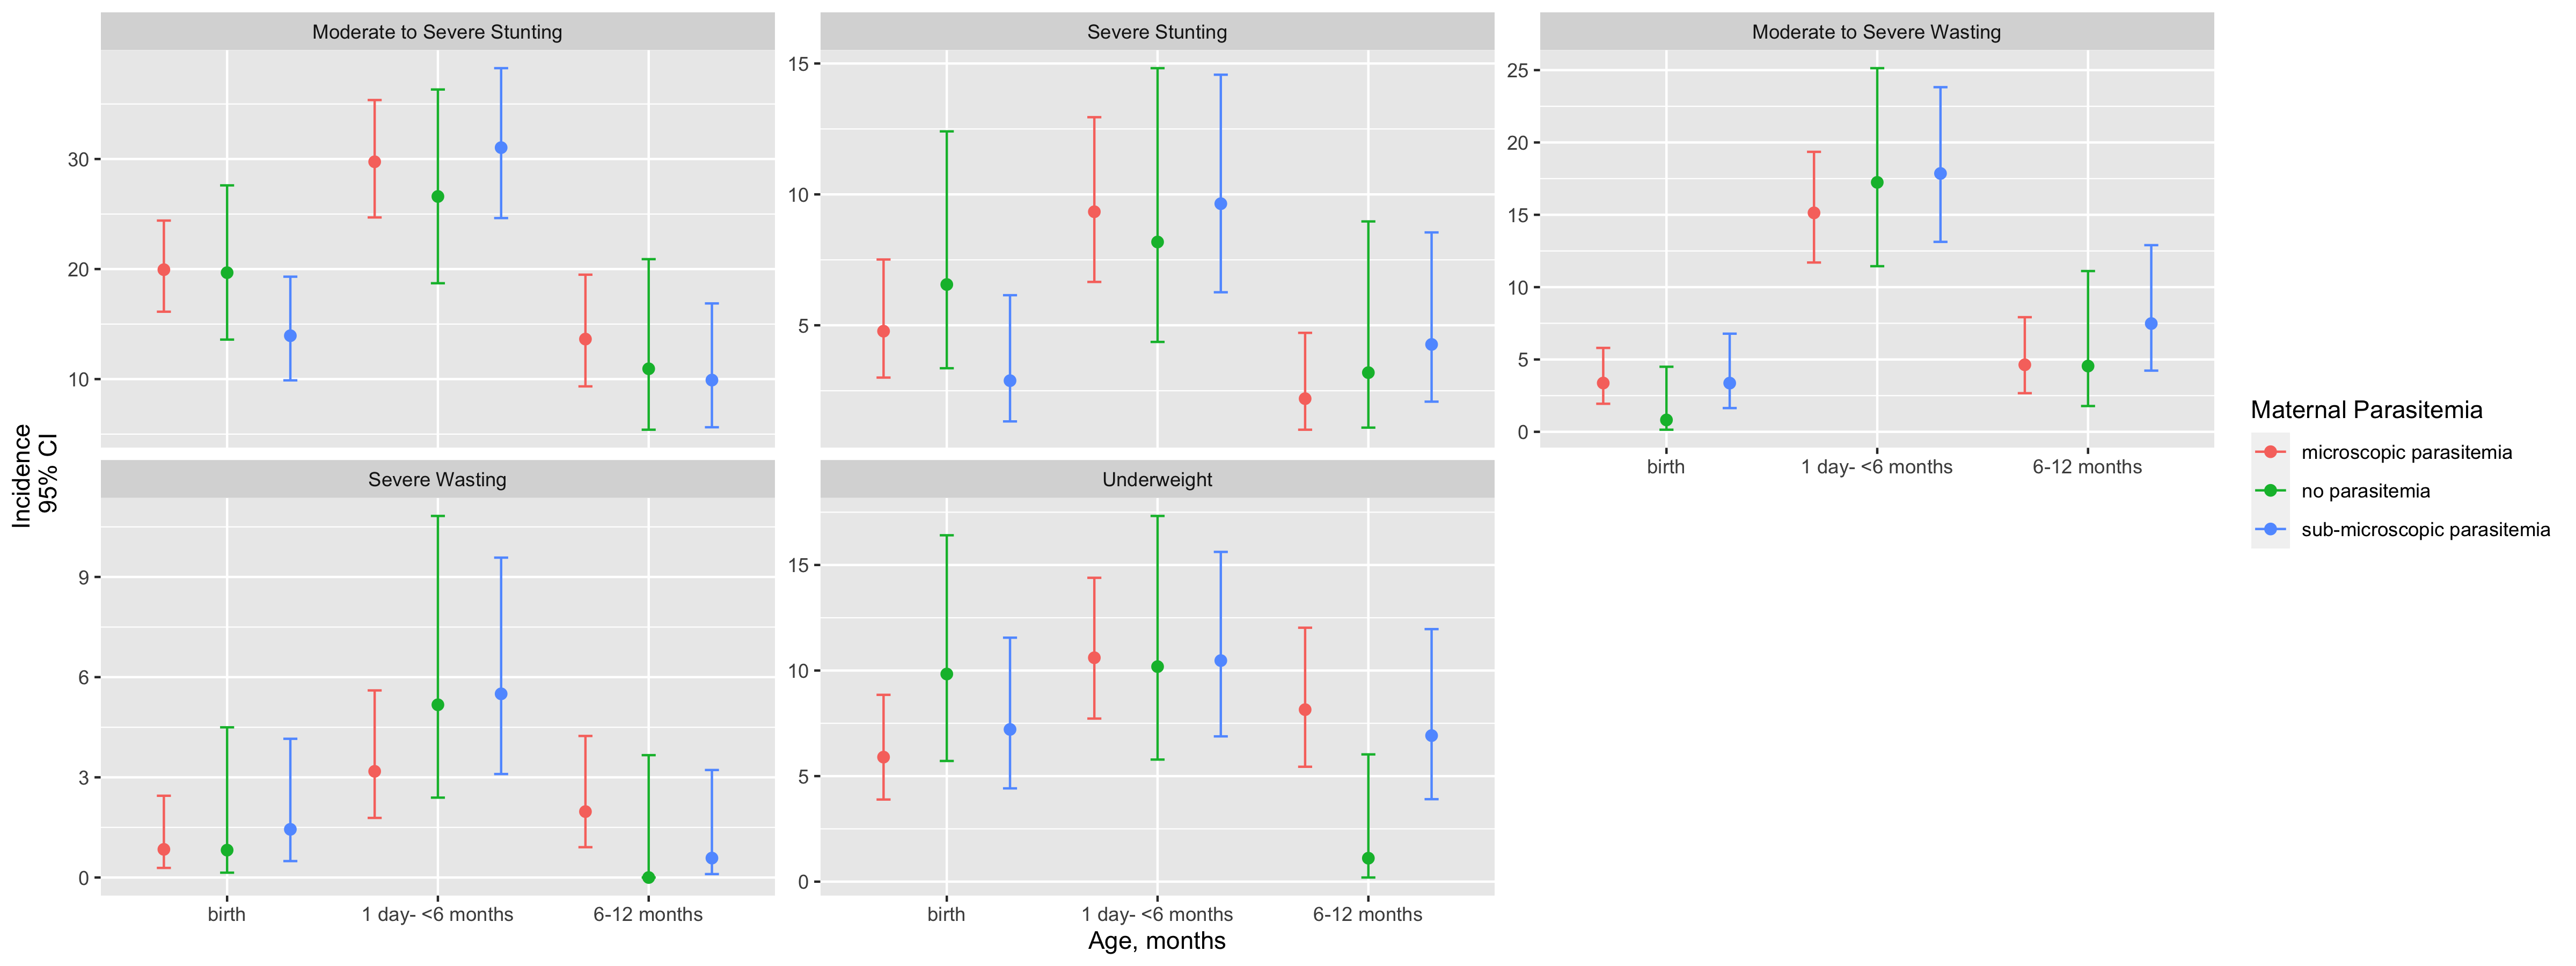 Moderate to Severe Stunting
Severe Stunting
Moderate to Severe Wasting
30
20
10
15
10
5
25
20
15
10
5
0
birth
1 day- <6 months
6-12 months
Severe Wasting
Underweight
9
6
3
0
15
10
5
0
birth
1 day- <6 months
6-12 months
birth
1 day- <6 months
6-12 months
Incidence
95% CI
Age, months
Maternal Parasitemia
microscopic parasitemia
no parasitemia
sub-microscopic parasitemia